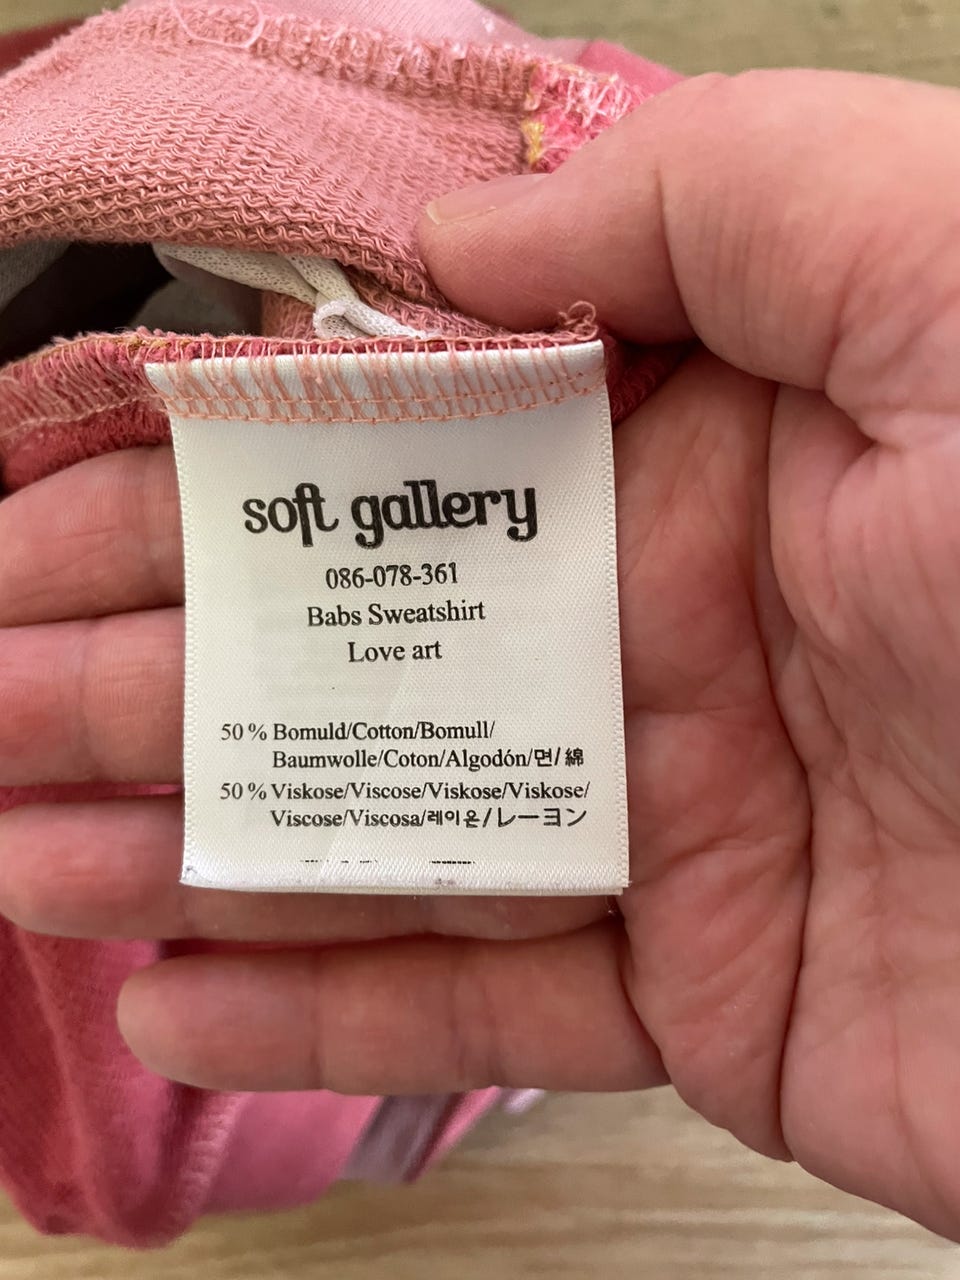 soft gallery
086-078-361
Babs Sweatshirt
Love art
50 % Bomuld/Cotton/Bomull/
Baumwolle/Coton/Algodón/면/綿
50 % Viskose/Viscose/Viskose/Viskose/
Viscose/Viscosa/레이온/レーヨン